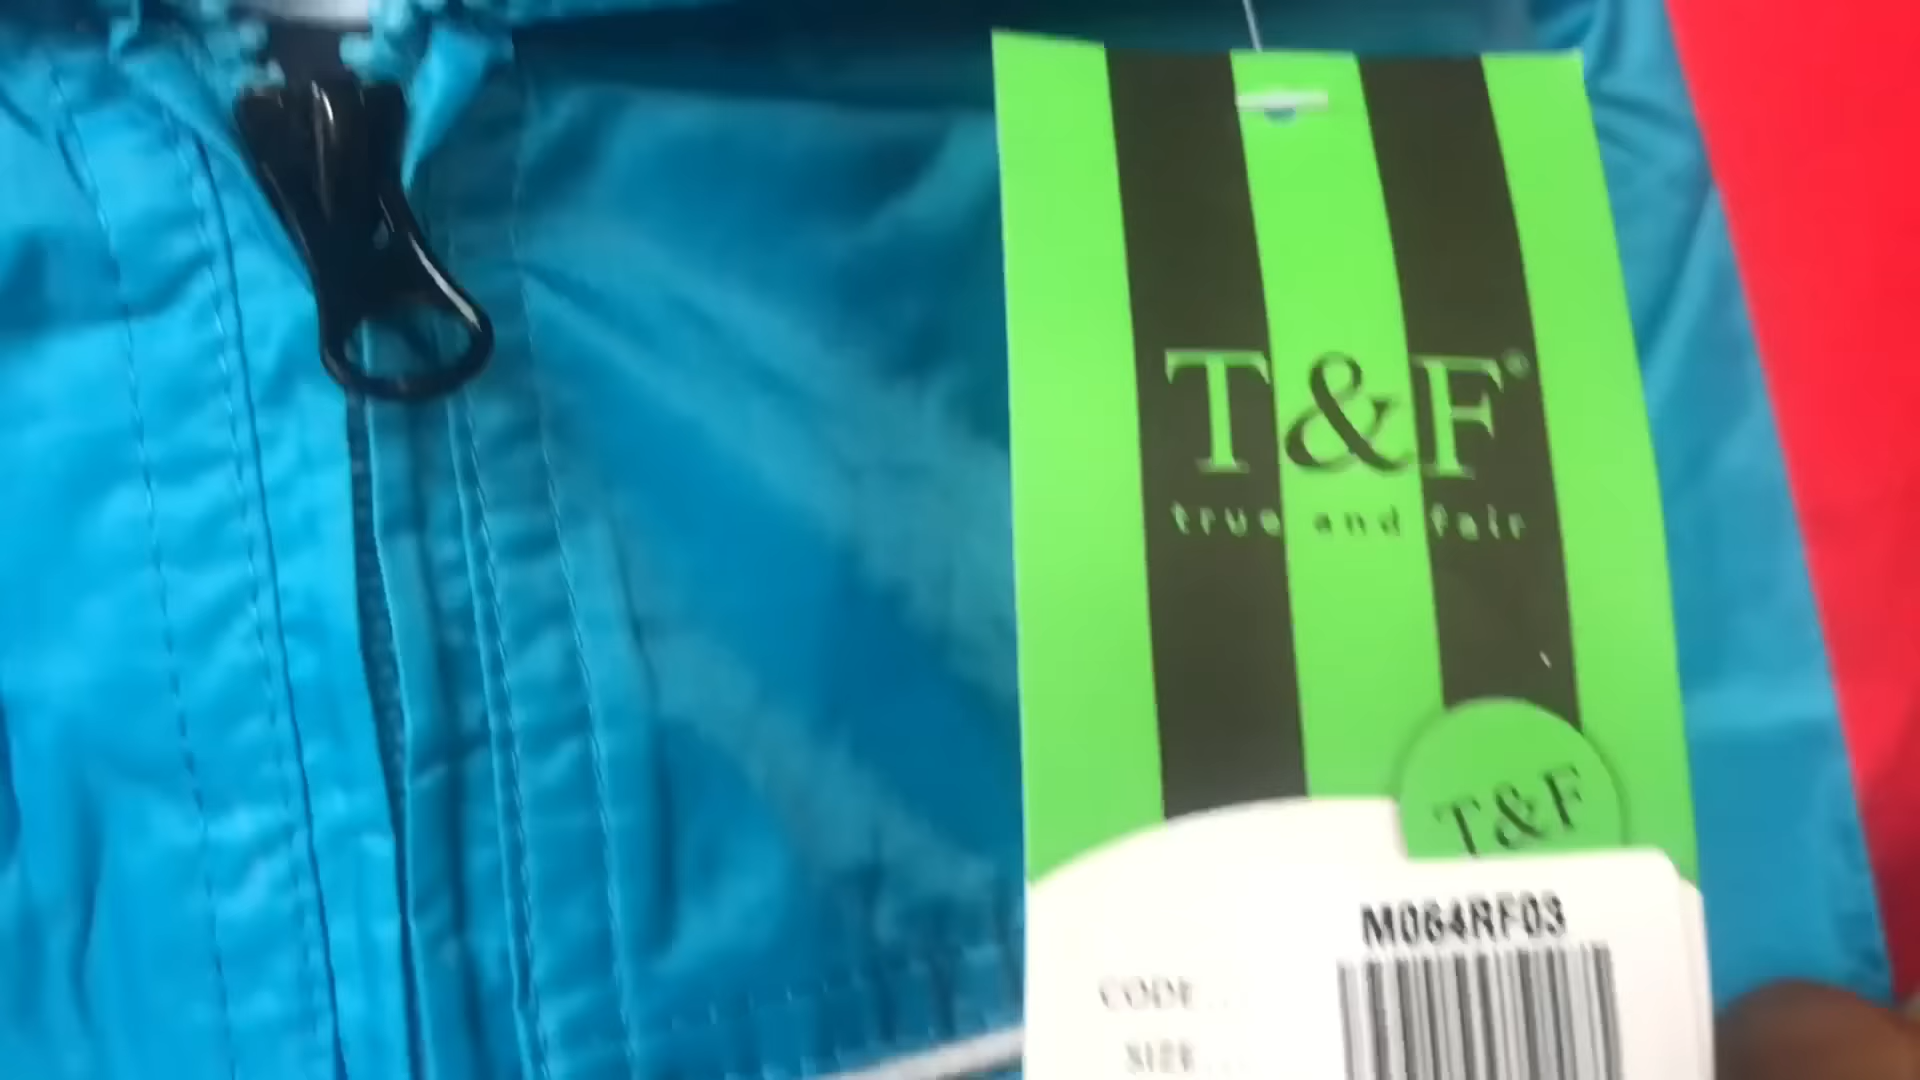 T&F®
true and fair
T&F
M064RF03
CODE
SIZE